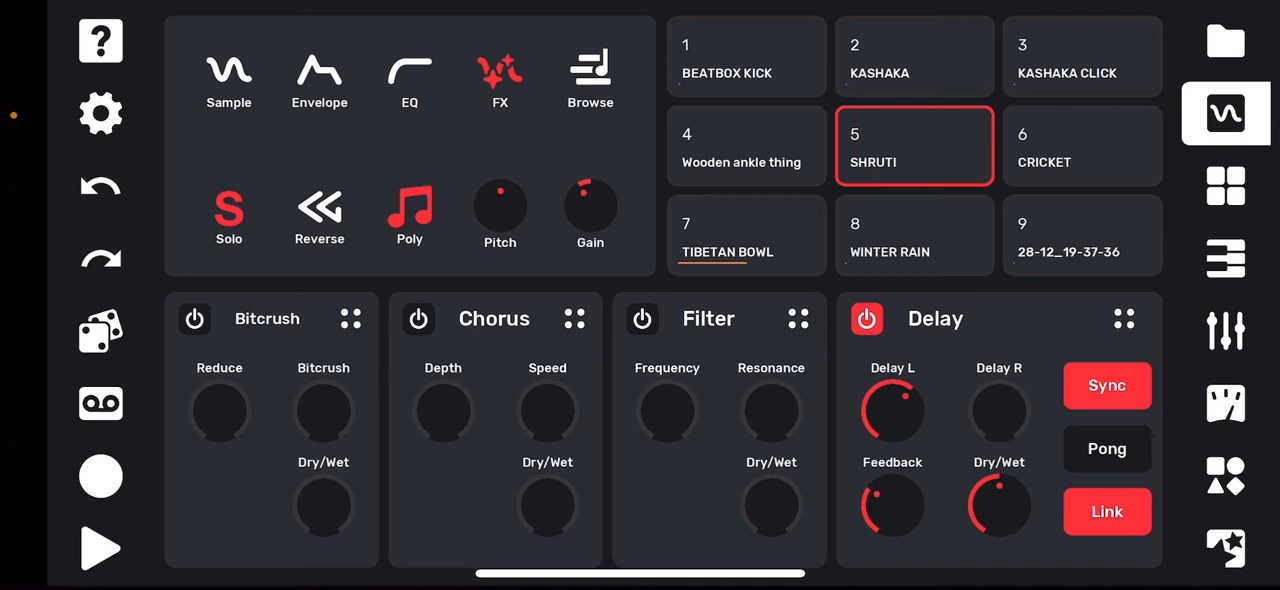 ?
Sample
Envelope
EQ
FX
Browse
S
Solo
Reverse
Poly
Pitch
Gain
1
BEATBOX KICK
2
KASHAKA
3
KASHAKA CLICK
4
Wooden ankle thing
5
SHRUTI
6
CRICKET
7
TIBETAN BOWL
8
WINTER RAIN
9
28-12_19-37-36
Bitcrush
Reduce
Bitcrush
Dry/Wet
Chorus
Depth
Speed
Dry/Wet
Filter
Frequency
Resonance
Dry/Wet
Delay
Delay L
Delay R
Sync
Pong
Feedback
Dry/Wet
Link